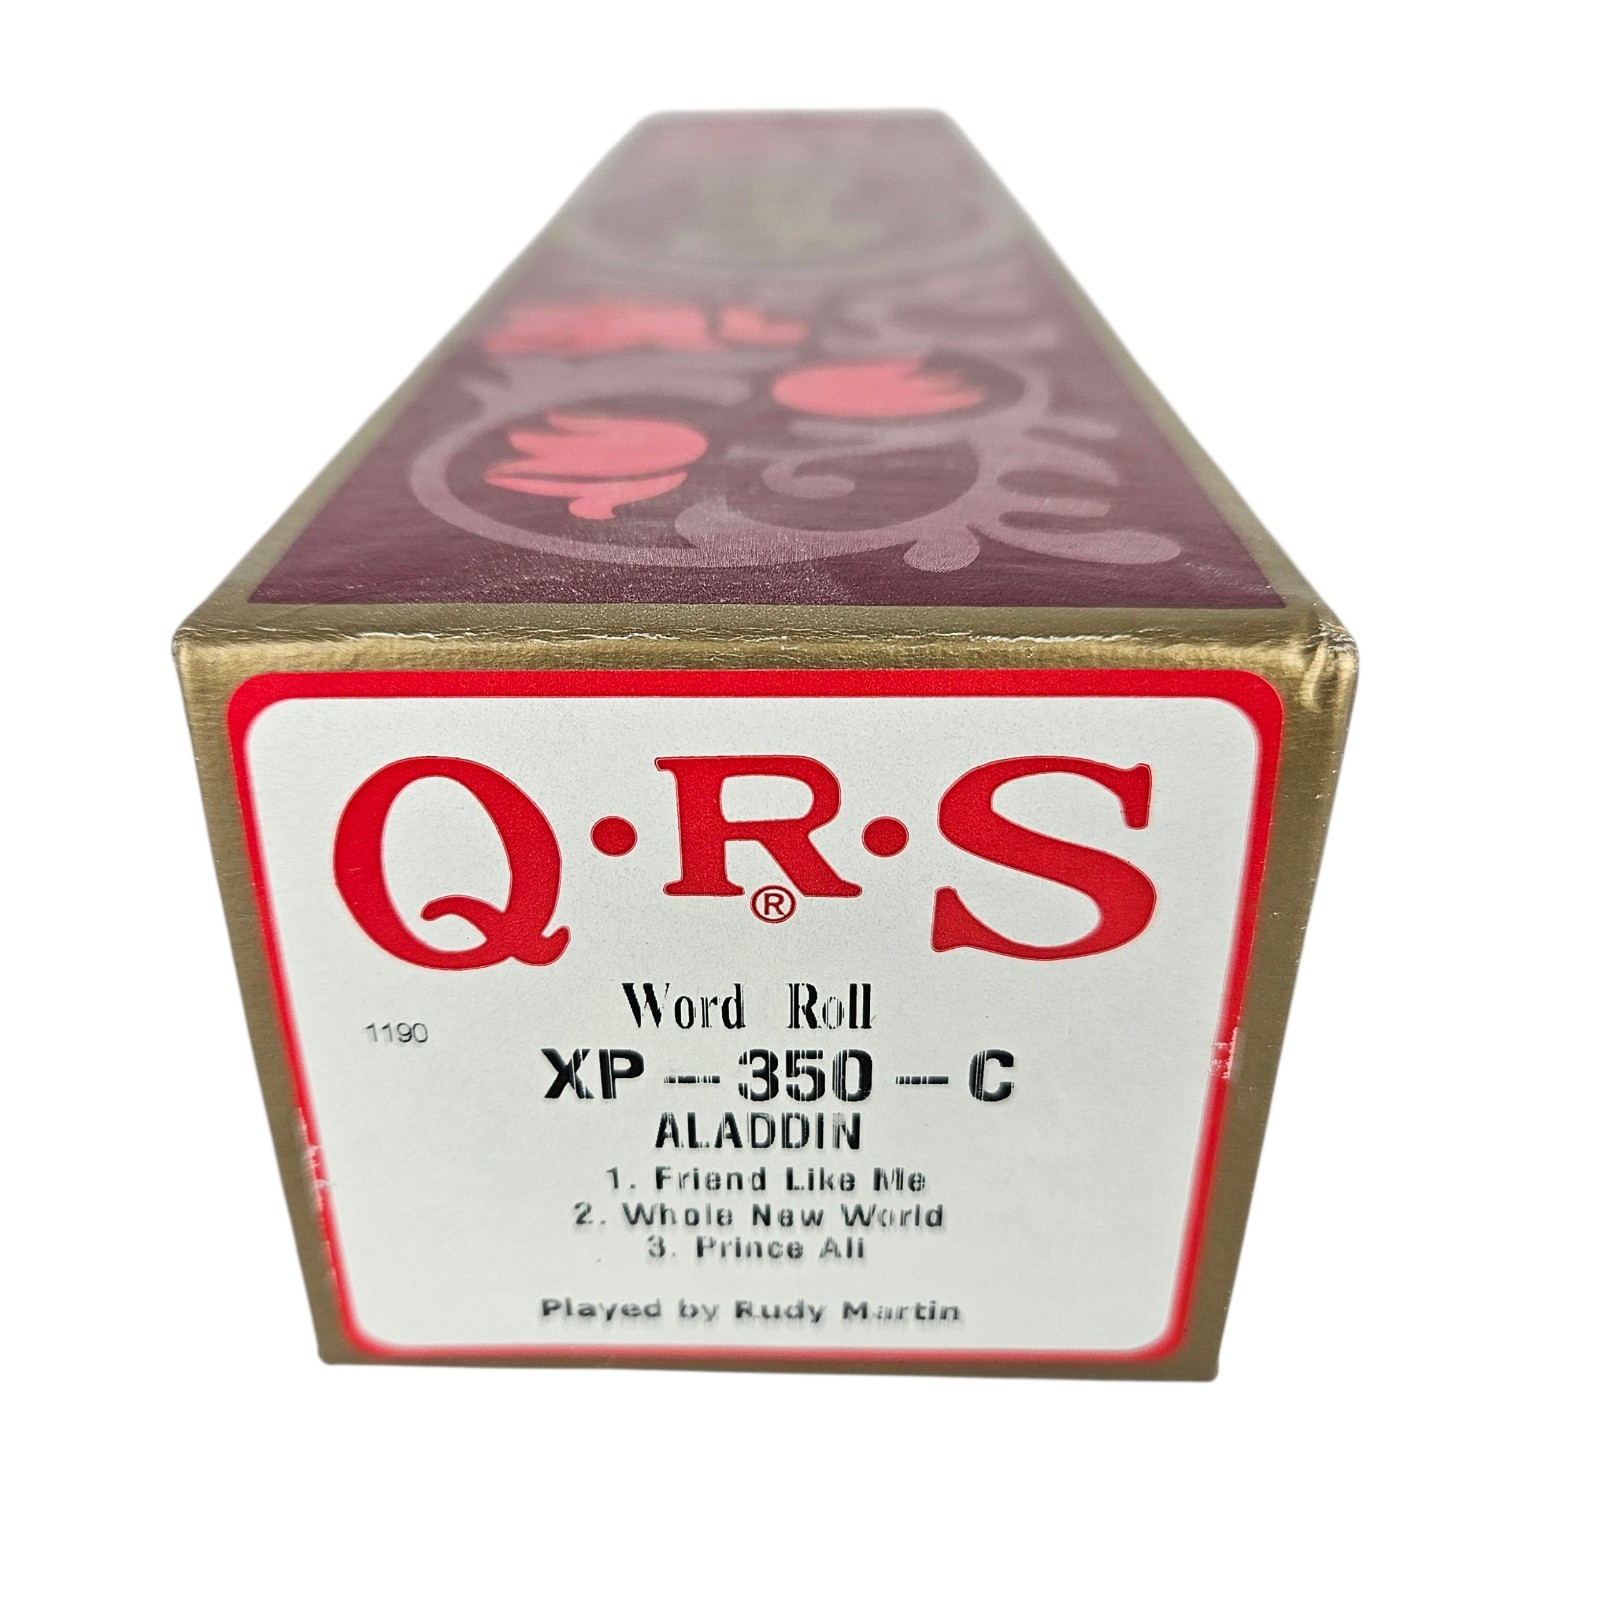 Q·R·S
®
Word Roll
1190
XP-350-C
ALADDIN
1. Friend Like Me
2. Whole New World
3. Prince Ali
Played by Rudy Martin